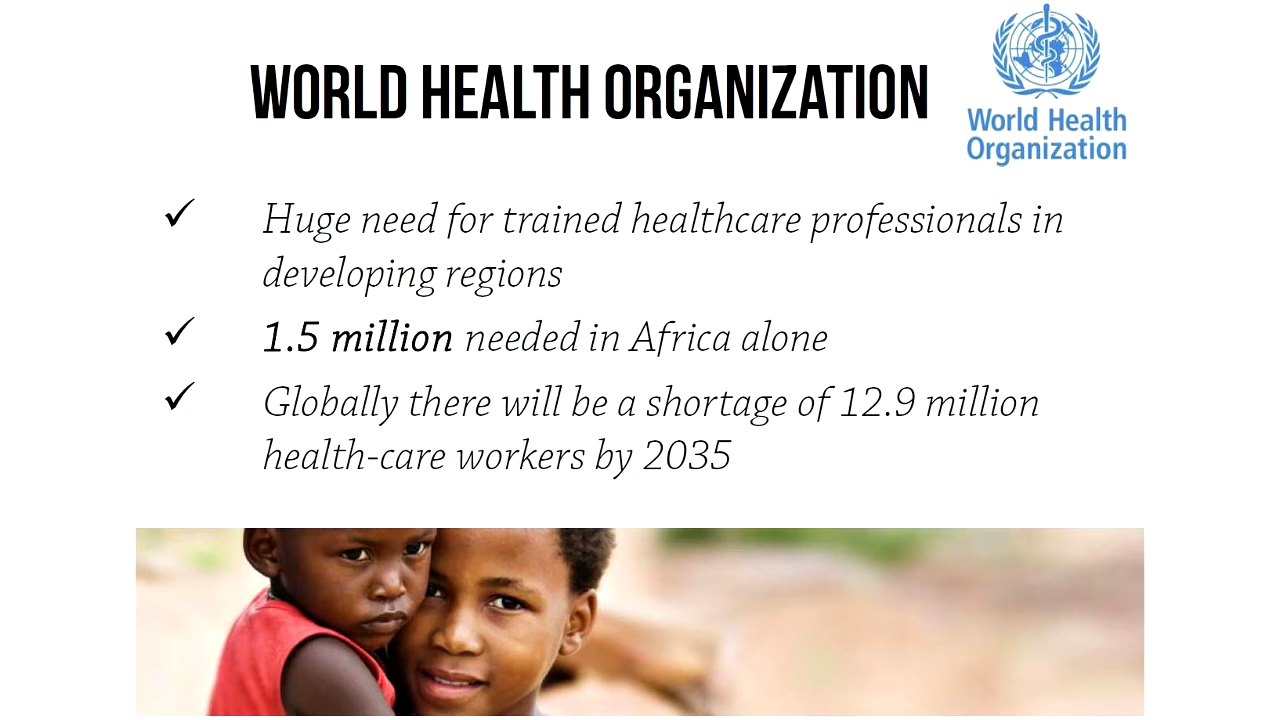 WORLD HEALTH ORGANIZATION
World Health
Organization
✓ Huge need for trained healthcare professionals in
developing regions
✓ 1.5 million needed in Africa alone
✓ Globally there will be a shortage of 12.9 million
health-care workers by 2035